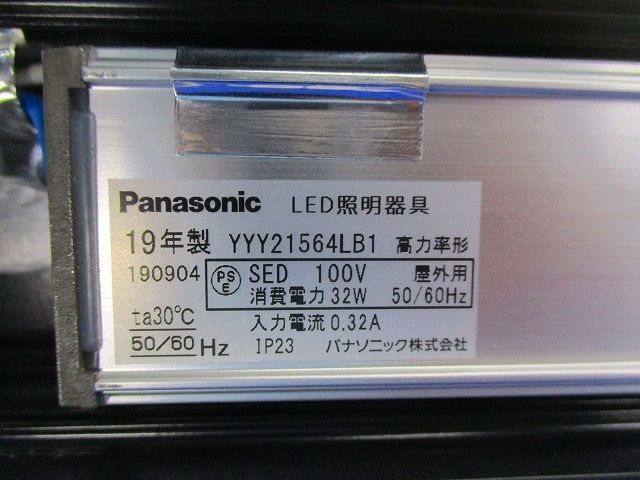 Panasonic LED照明器具
19年製 YYY21564LB1 高力率形
190904 PS E SED 100V 屋外用
消費電力 32W 50/60Hz
ta30℃ 入力電流 0.32A
50/60 Hz IP23 パナソニック株式会社